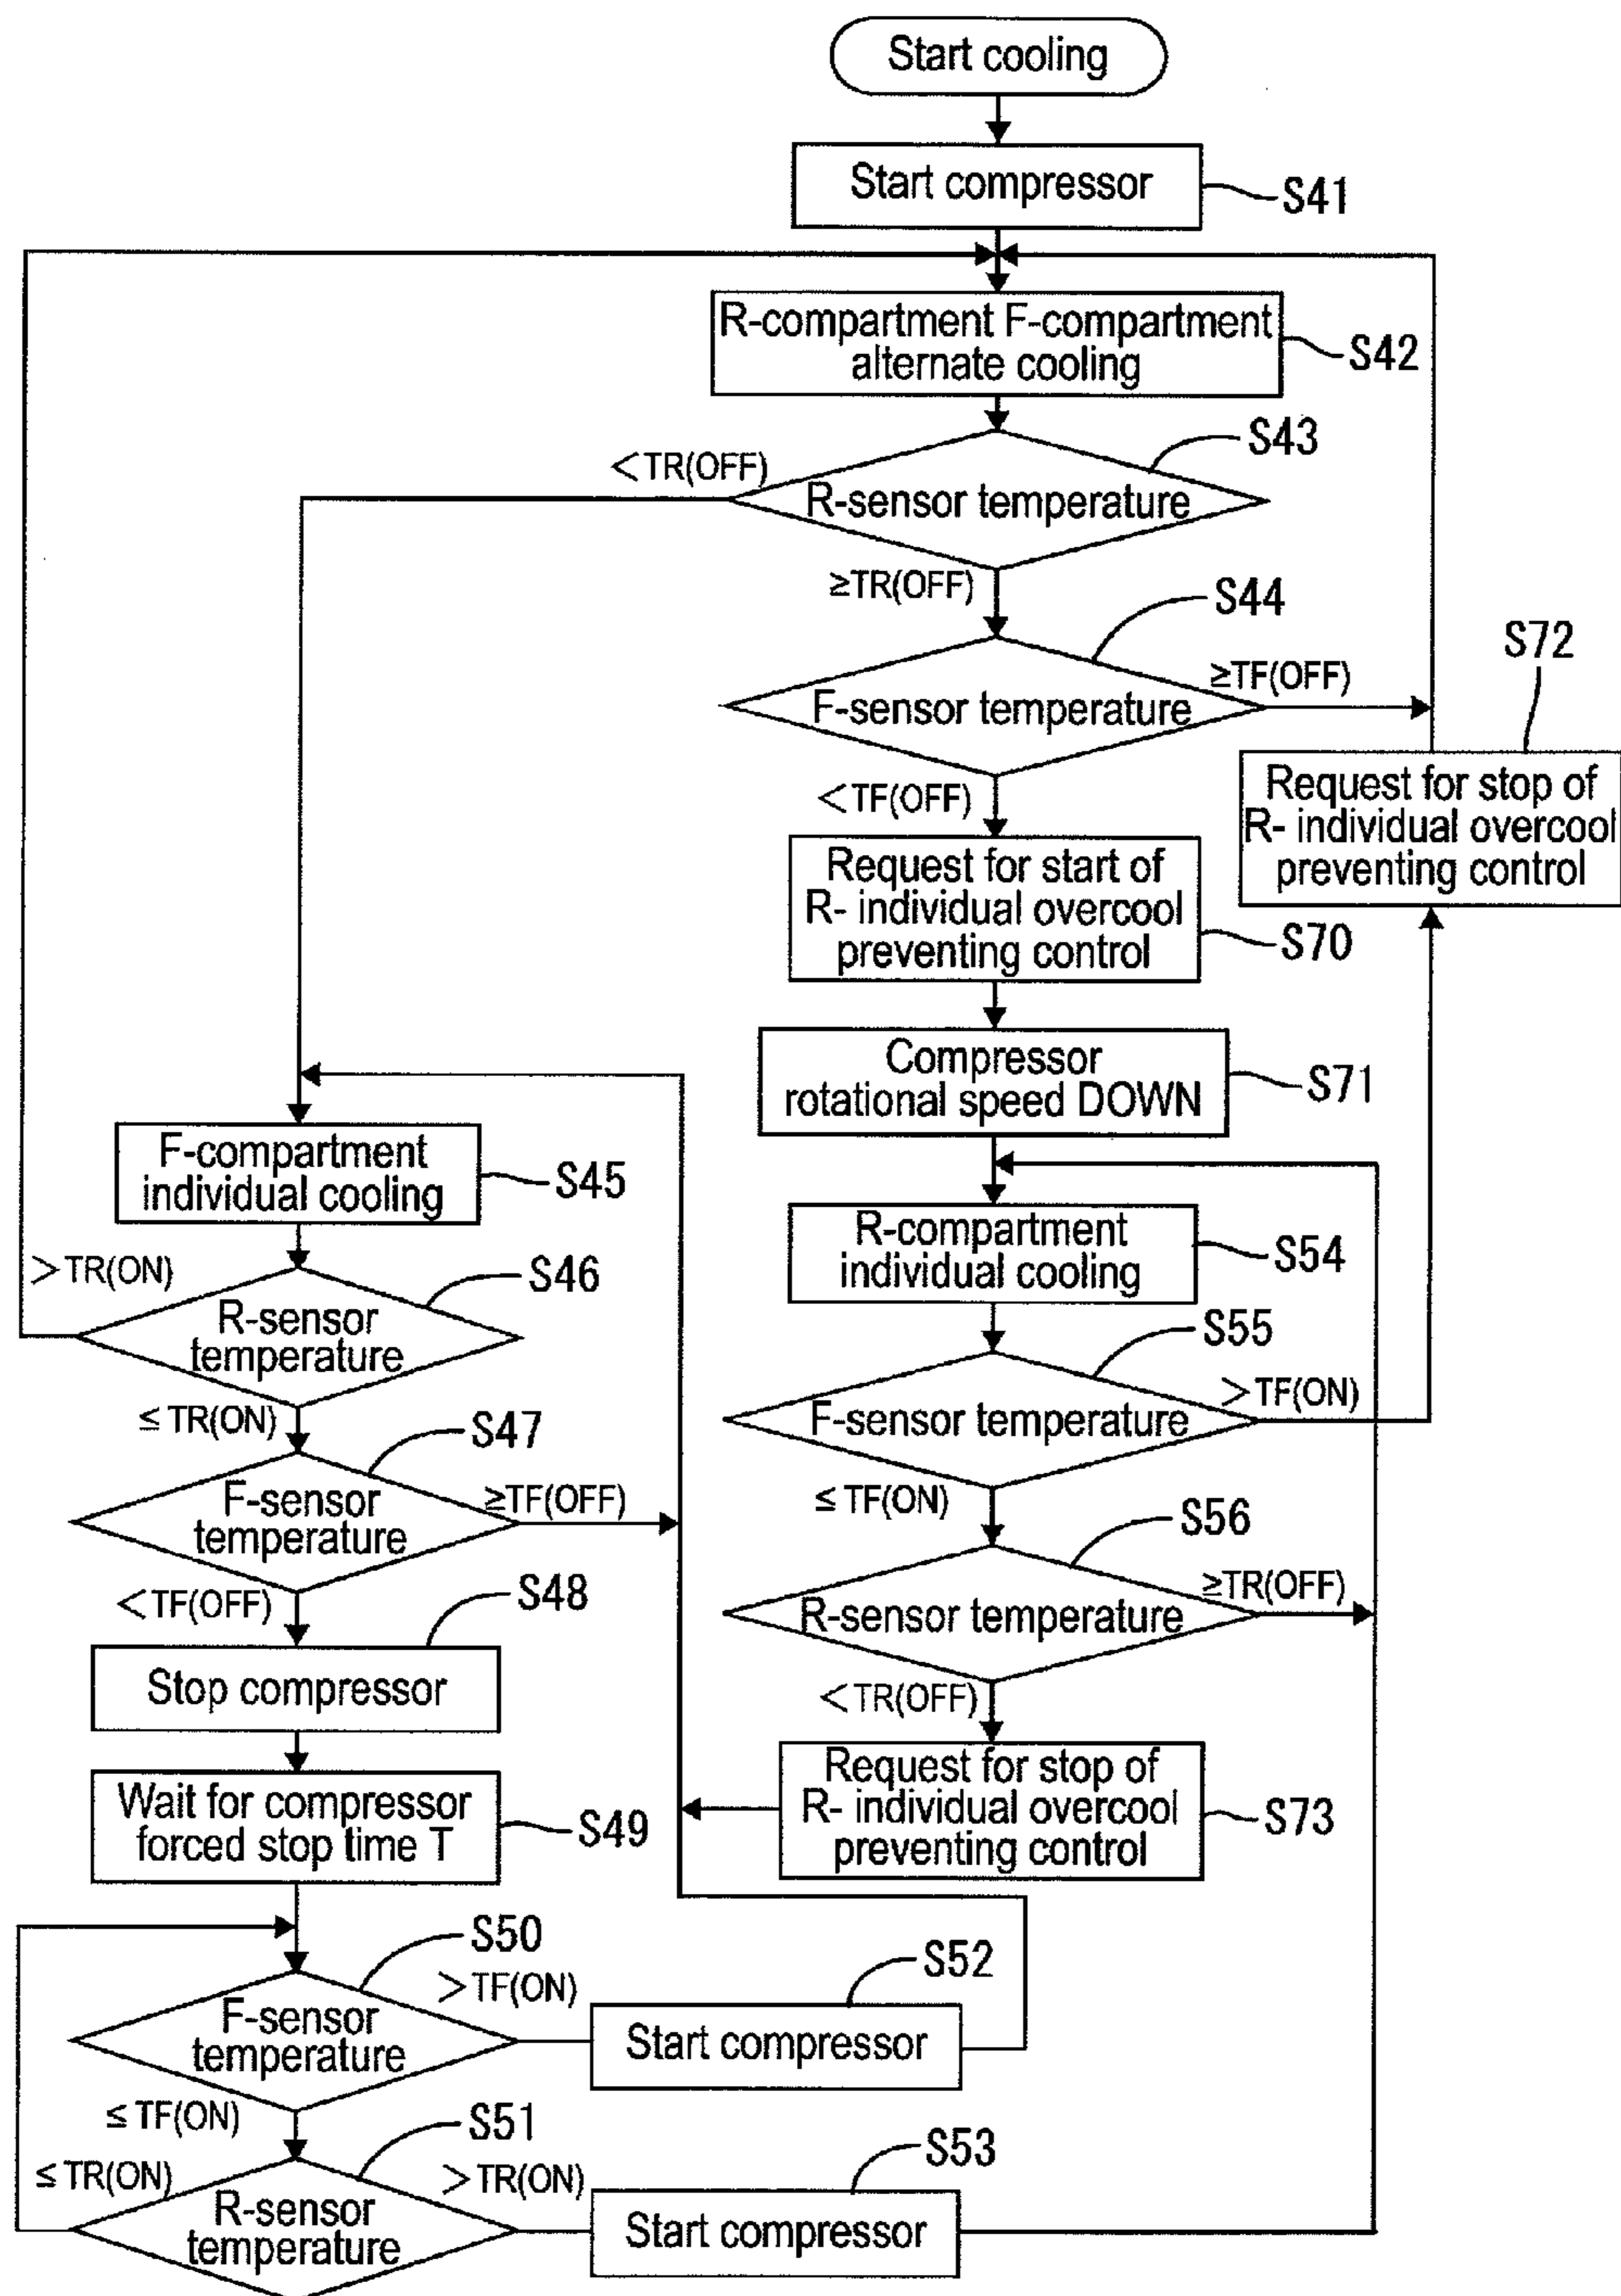 Start cooling
Start compressor
S41
R-compartment F-compartment
alternate cooling
S42
S43
<TR(OFF)
R-sensor temperature
≥TR(OFF)
S44
≥TF(OFF)
F-sensor temperature
<TF(OFF)
S72
Request for stop of
R- individual overcool
preventing control
Request for start of
R- individual overcool
preventing control
S70
Compressor
rotational speed DOWN
S71
F-compartment
individual cooling
S45
R-compartment
individual cooling
S54
>TR(ON)
S46
R-sensor
temperature
≤ TR(ON)
S55
>TF(ON)
F-sensor temperature
≤ TF(ON)
S47
≥TF(OFF)
F-sensor
temperature
<TF(OFF)
S56
≥TR(OFF)
R-sensor temperature
<TR(OFF)
S48
Stop compressor
Request for stop of
R- individual overcool
preventing control
S73
Wait for compressor
forced stop time T
S49
S50
>TF(ON)
F-sensor
temperature
S52
Start compressor
≤ TF(ON)
S51
≤ TR(ON)
>TR(ON)
R-sensor
temperature
S53
Start compressor